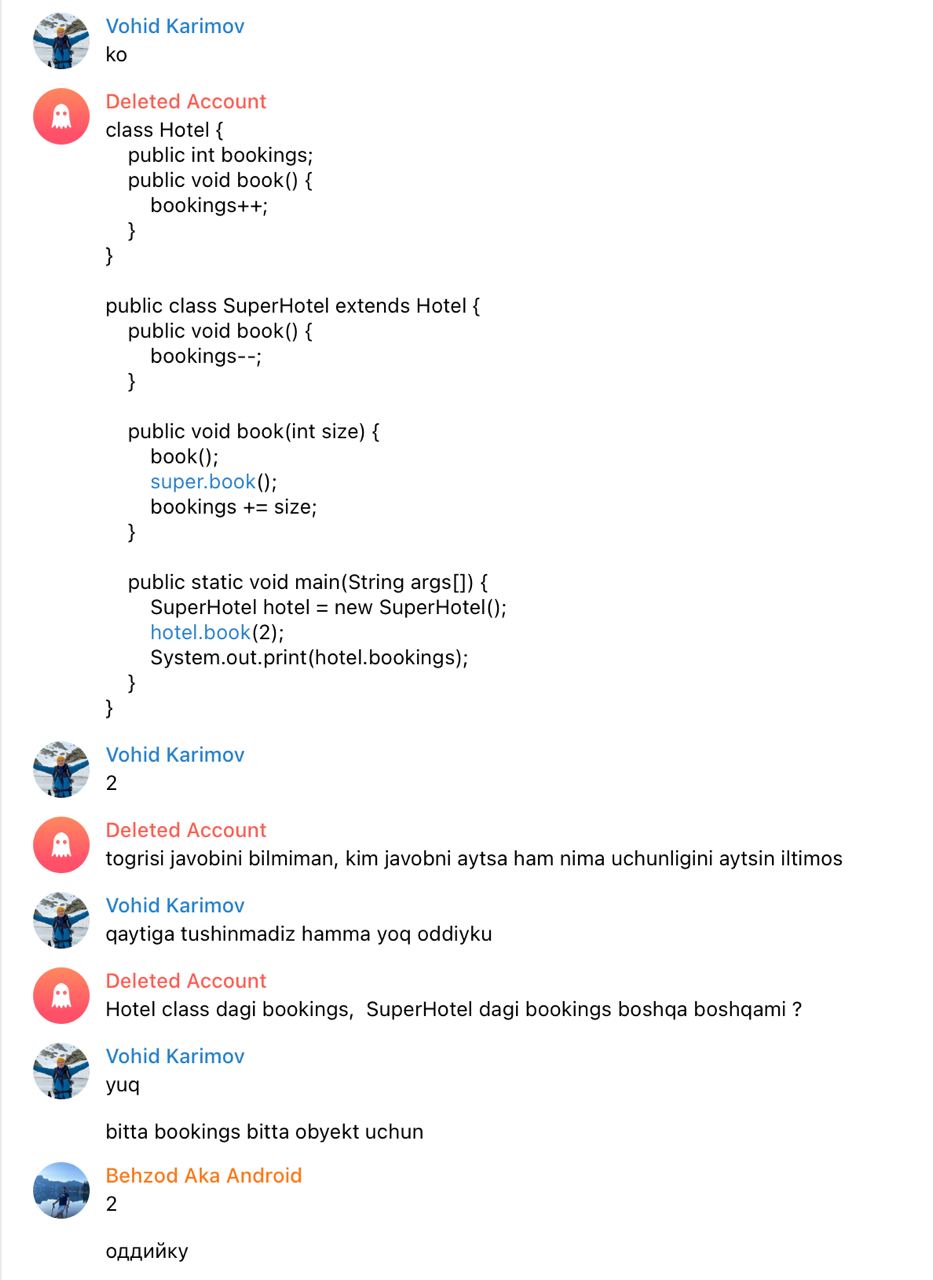 Vohid Karimov
ko
Deleted Account
class Hotel {
public int bookings;
public void book() {
bookings++;
}
}
public class SuperHotel extends Hotel {
public void book() {
bookings--;
}
public void book(int size) {
book();
super.book();
bookings += size;
}
public static void main(String args[]) {
SuperHotel hotel = new SuperHotel();
hotel.book(2);
System.out.print(hotel.bookings);
}
}
Vohid Karimov
2
Deleted Account
togrisi javobini bilmiman, kim javobni aytsa ham nima uchunligini aytsin iltimos
Vohid Karimov
qaytiga tushinmadiz hamma yoq oddiyku
Deleted Account
Hotel class dagi bookings,  SuperHotel dagi bookings boshqa boshqami ?
Vohid Karimov
yuq
bitta bookings bitta obyekt uchun
Behzod Aka Android
2
оддийку